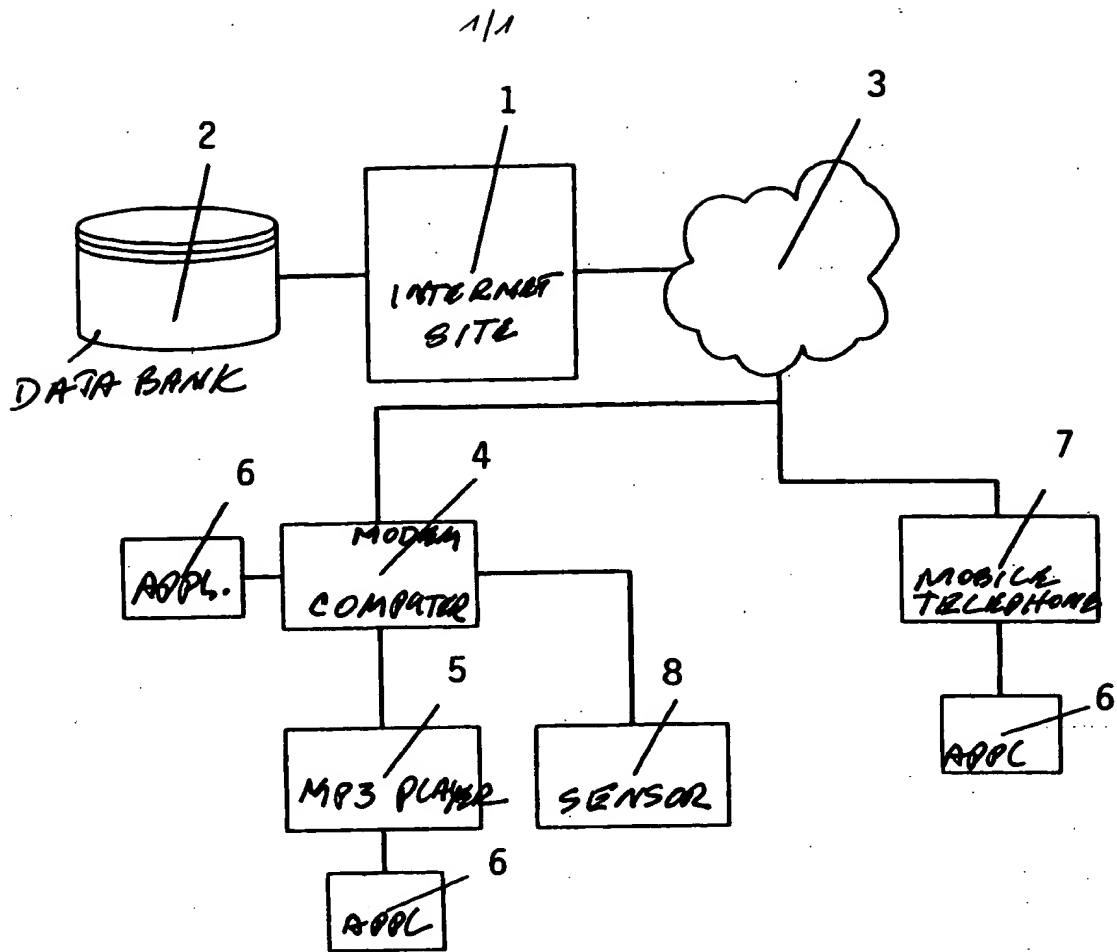 1/1
1
3
2
INTERNET
SITE
DATA BANK
4
7
6
MODEM
APPL.
COMPUTER
MOBILE
TELEPHONE
5
8
6
MP3 PLAYER
SENSOR
APPL
6
APPL